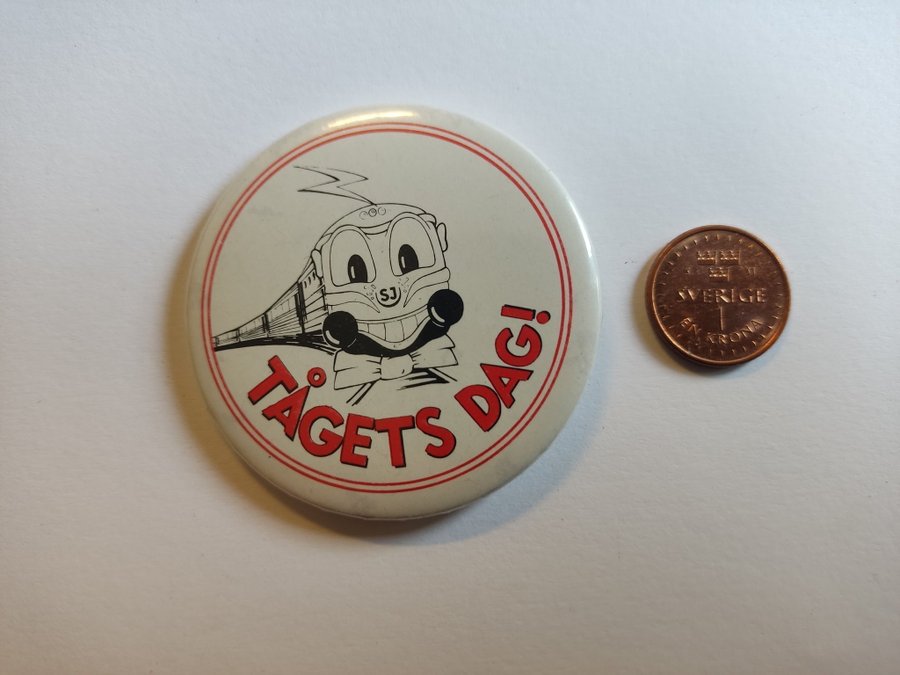 SJ
TÅGETS DAG!
SVERIGE
1
EN KRONA